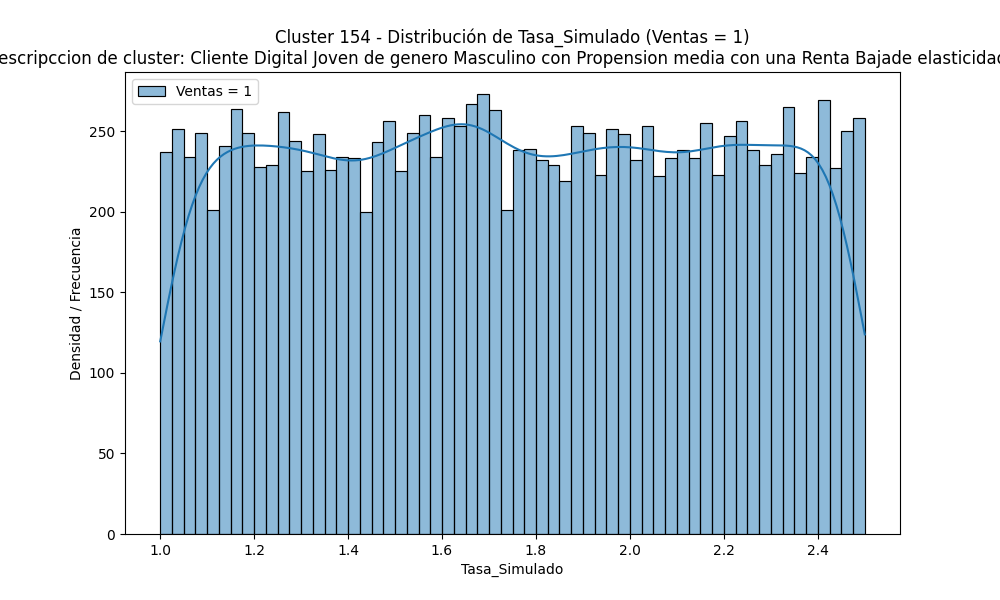 Cluster 154 - Distribución de Tasa_Simulado (Ventas = 1)
escripccion de cluster: Cliente Digital Joven de genero Masculino con Propension media con una Renta Bajade elasticidad
Ventas = 1
Densidad / Frecuencia
250
200
150
100
50
0
1.0 1.2 1.4 1.6 1.8 2.0 2.2 2.4
Tasa_Simulado